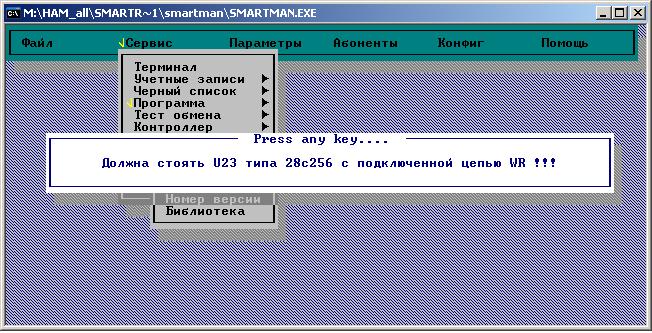 M:\HAM_all\SMARTR~1\smartman\SMARTMAN.EXE
Файл Сервис Параметры Абоненты Конфиг Помощь
Терминал
Учетные записи
Черный список
Программа
Тест обмена
Контроллер
Press any key....
Должна стоять U23 типа 28с256 с подключенной цепью WR !!!
Номер версии
Библиотека